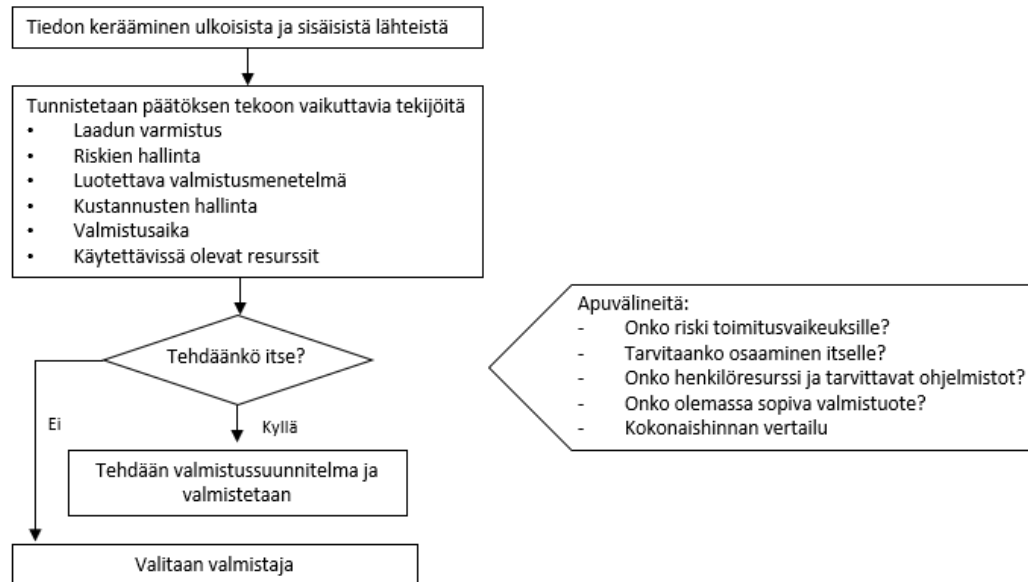 Tiedon kerääminen ulkoisista ja sisäisistä lähteistä
Tunnistetaan päätöksen tekoon vaikuttavia tekijöitä
• Laadun varmistus
• Riskien hallinta
• Luotettava valmistusmenetelmä
• Kustannusten hallinta
• Valmistusaika
• Käytettävissä olevat resurssit
Tehdäänkö itse?
Ei
Kyllä
Tehdään valmistussuunnitelma ja
valmistetaan
Valitaan valmistaja
Apuvälineitä:
- Onko riski toimitusvaikeuksille?
- Tarvitaanko osaaminen itselle?
- Onko henkilöresurssi ja tarvittavat ohjelmistot?
- Onko olemassa sopiva valmistuote?
- Kokonaishinnan vertailu